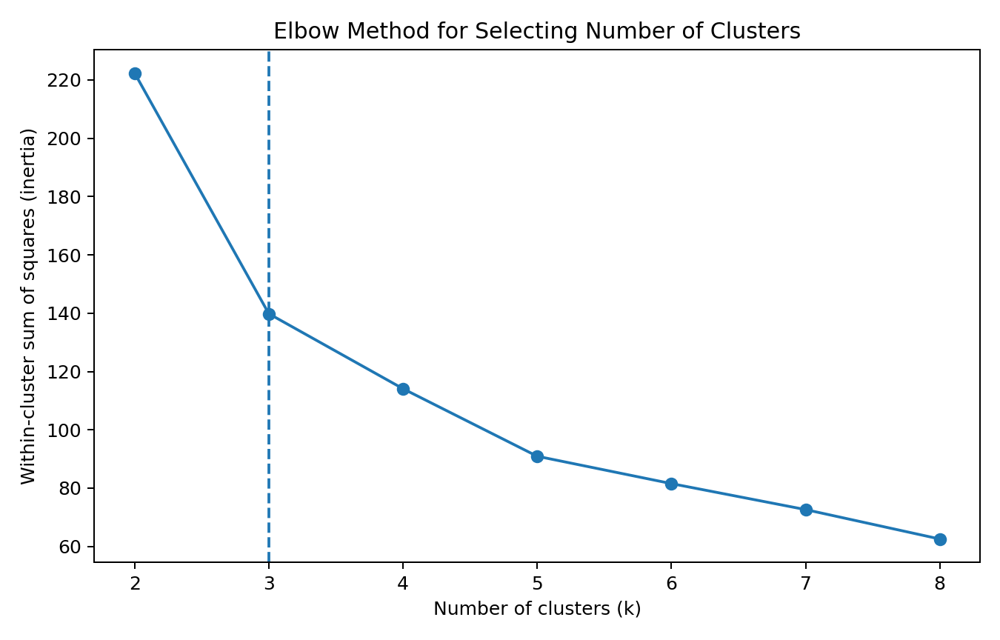 Elbow Method for Selecting Number of Clusters
Within-cluster sum of squares (inertia)
220
200
180
160
140
120
100
80
60
2 3 4 5 6 7 8
Number of clusters (k)